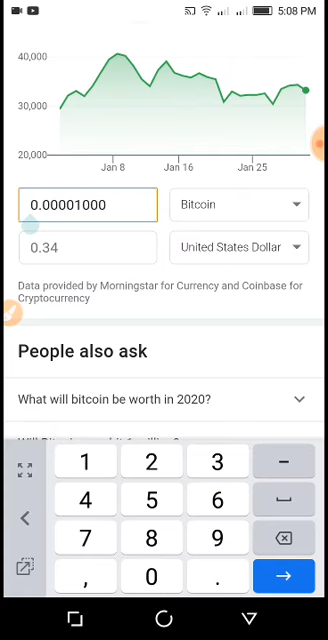 5:08 PM
40,000
30,000
20,000
Jan 8
Jan 16
Jan 25
0.00001000
Bitcoin
0.34
United States Dollar
Data provided by Morningstar for Currency and Coinbase for
Cryptocurrency
People also ask
What will bitcoin be worth in 2020?
1 2 3 –
4 5 6
7 8 9
, 0 .